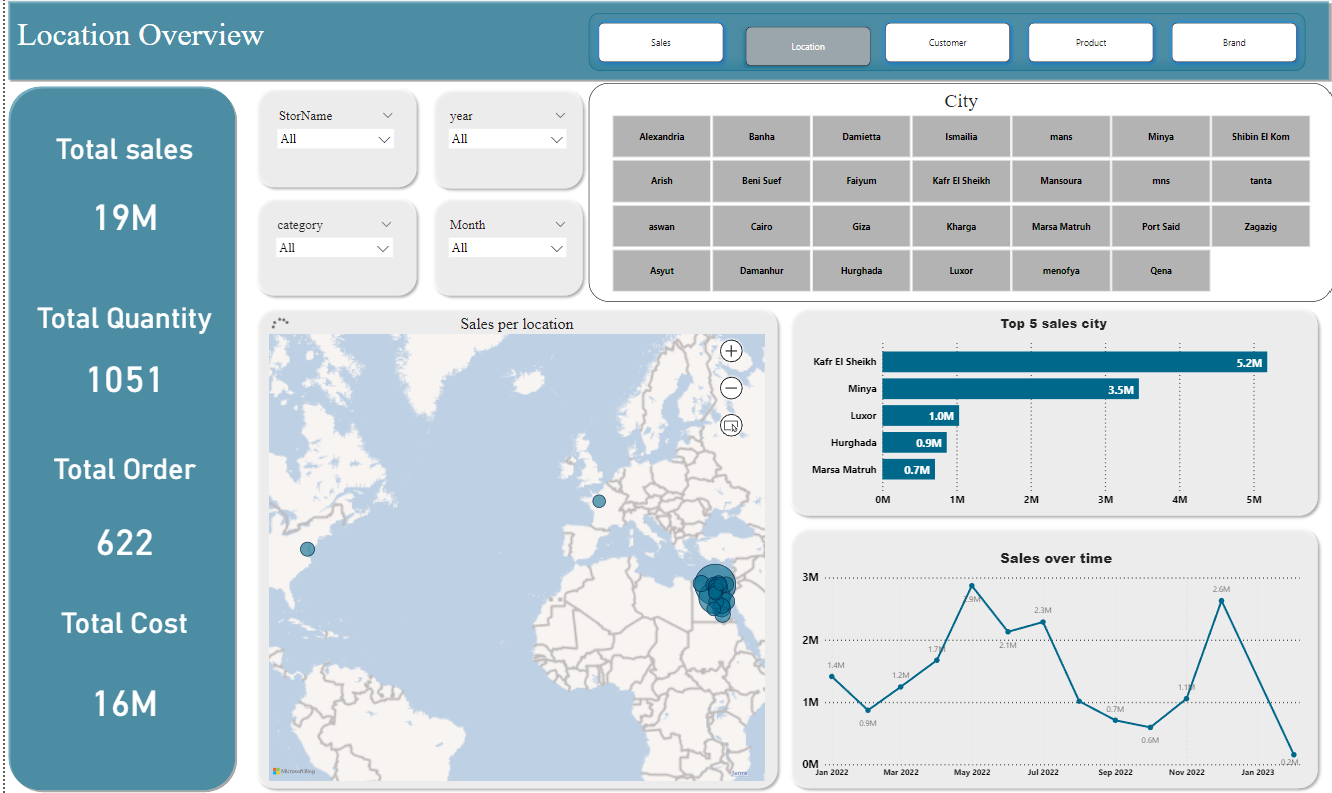 Location Overview
Sales
Location
Customer
Product
Brand
Total sales
19M
Total Quantity
1051
Total Order
622
Total Cost
16M
StorName
All
year
All
category
All
Month
All
City
Alexandria Banha Damietta Ismailia mans Minya Shibin El Kom
Arish Beni Suef Faiyum Kafr El Sheikh Mansoura mns tanta
aswan Cairo Giza Kharga Marsa Matruh Port Said Zagazig
Asyut Damanhur Hurghada Luxor menofya Qena
Sales per location
Microsoft Bing
Terms
Top 5 sales city
Kafr El Sheikh 5.2M
Minya 3.5M
Luxor 1.0M
Hurghada 0.9M
Marsa Matruh 0.7M
0M 1M 2M 3M 4M 5M
Sales over time
3M
2M
1M
0M
1.4M
0.9M
1.2M
1.7M
2.9M
2.1M
2.3M
0.7M
0.6M
1.1M
2.6M
0.2M
Jan 2022 Mar 2022 May 2022 Jul 2022 Sep 2022 Nov 2022 Jan 2023